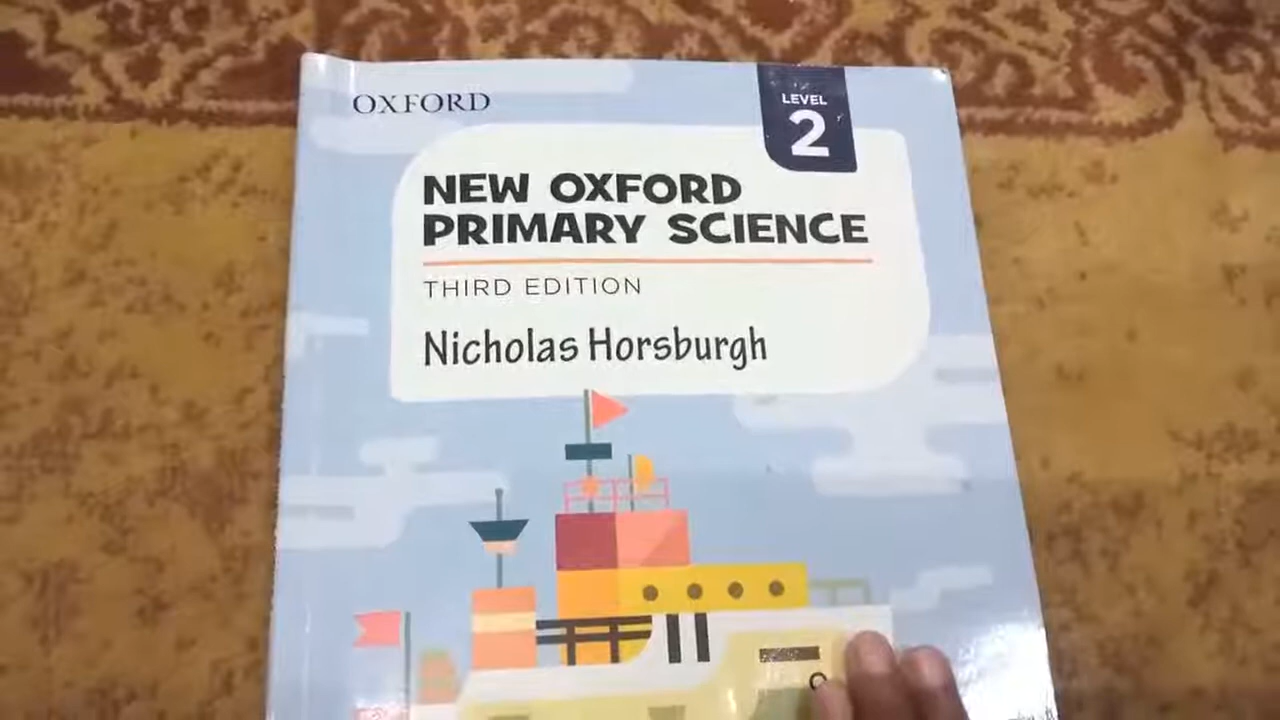 OXFORD
LEVEL
2
NEW OXFORD
PRIMARY SCIENCE
THIRD EDITION
Nicholas Horsburgh